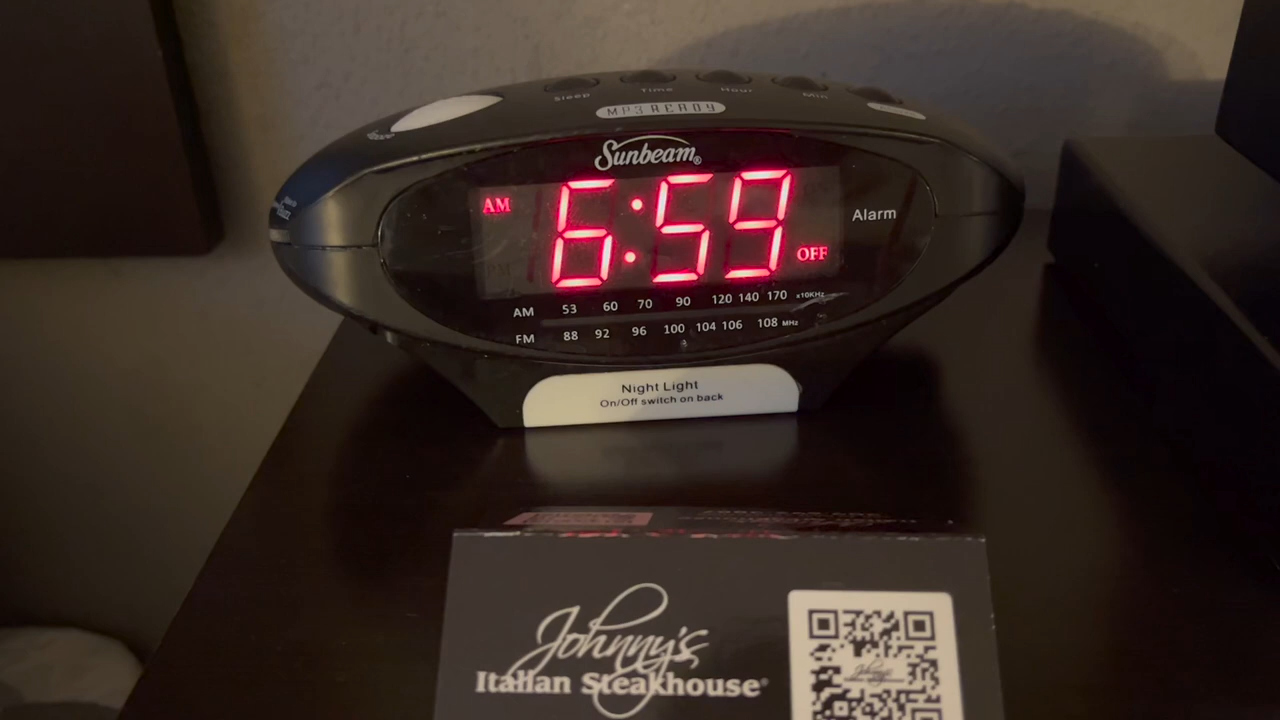 Sleep Time Hour Min
MP3 READY
Sunbeam®
AM 6:59
Alarm
OFF
AM 53 60 70 90 120 140 170 x10KHz
FM 88 92 96 100 104 106 108 MHz
Night Light
On/Off switch on back
Johnny's
Italian Steakhouse®